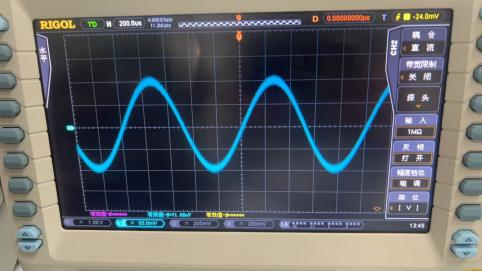 RIGOL
TD
H 200.0us
D 0.00000000ps
T
-24.0mV
水平
CH2
耦合
直流
带宽限制
关闭
探头
输入
1MΩ
反相
打开
幅度档位
粗调
单位
[V]
1.00V
50.0mV
200mV
200mV
LA
13:45